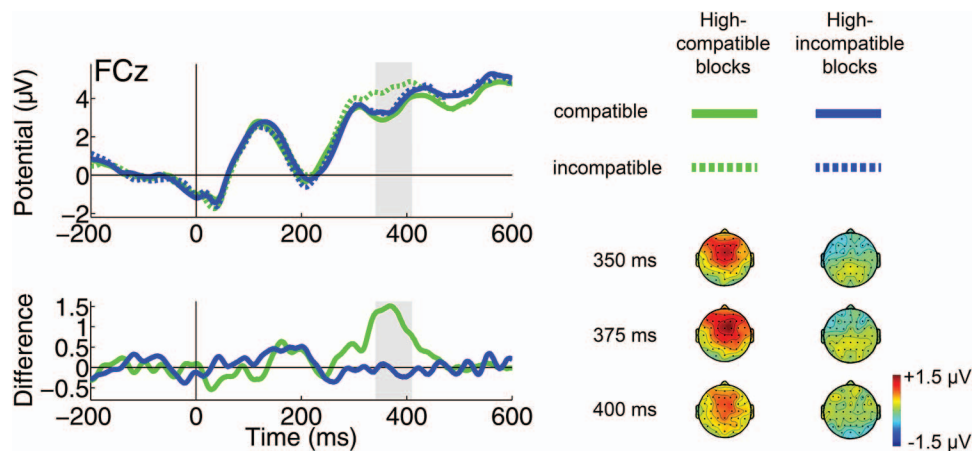 FCz
Potential (µV)
4
2
0
−2
−200 0 200 400 600
Difference
1.5
1
0.5
0
−0.5
−200 0 200 400 600
Time (ms)
High-
compatible
blocks
High-
incompatible
blocks
compatible
incompatible
350 ms
375 ms
400 ms
+1.5 µV
-1.5 µV